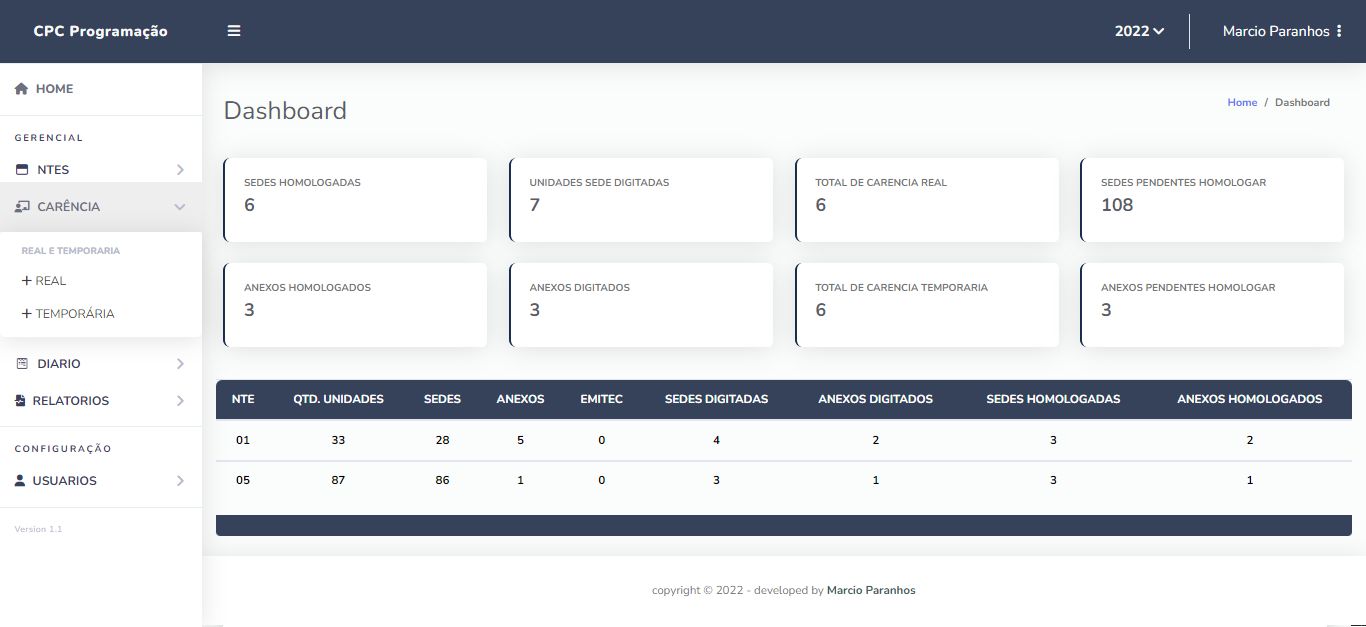 CPC Programação
2022
Marcio Paranhos
HOME
GERENCIAL
NTES
CARÊNCIA
REAL E TEMPORARIA
+ REAL
+ TEMPORÁRIA
DIARIO
RELATORIOS
CONFIGURAÇÃO
USUARIOS
Version 1.1
Dashboard
Home / Dashboard
SEDES HOMOLOGADAS
6
UNIDADES SEDE DIGITADAS
7
TOTAL DE CARENCIA REAL
6
SEDES PENDENTES HOMOLOGAR
108
ANEXOS HOMOLOGADOS
3
ANEXOS DIGITADOS
3
TOTAL DE CARENCIA TEMPORARIA
6
ANEXOS PENDENTES HOMOLOGAR
3
NTE QTD. UNIDADES SEDES ANEXOS EMITEC SEDES DIGITADAS ANEXOS DIGITADOS SEDES HOMOLOGADAS ANEXOS HOMOLOGADOS
01 33 28 5 0 4 2 3 2
05 87 86 1 0 3 1 3 1
copyright © 2022 - developed by Marcio Paranhos